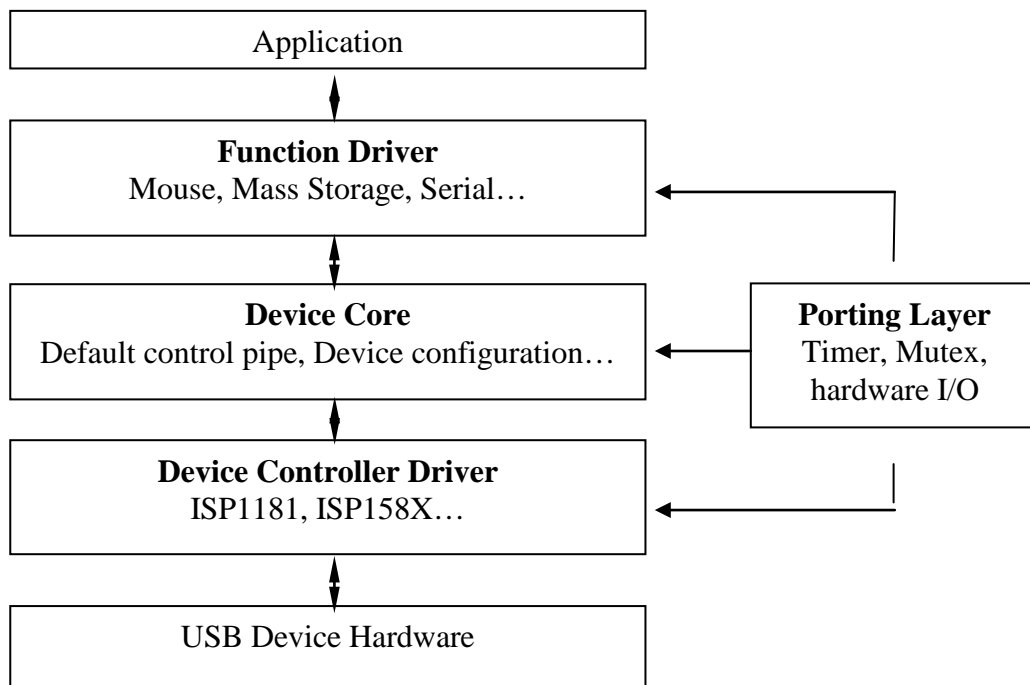 Application
Function Driver
Mouse, Mass Storage, Serial…
Device Core
Default control pipe, Device configuration…
Porting Layer
Timer, Mutex,
hardware I/O
Device Controller Driver
ISP1181, ISP158X…
USB Device Hardware